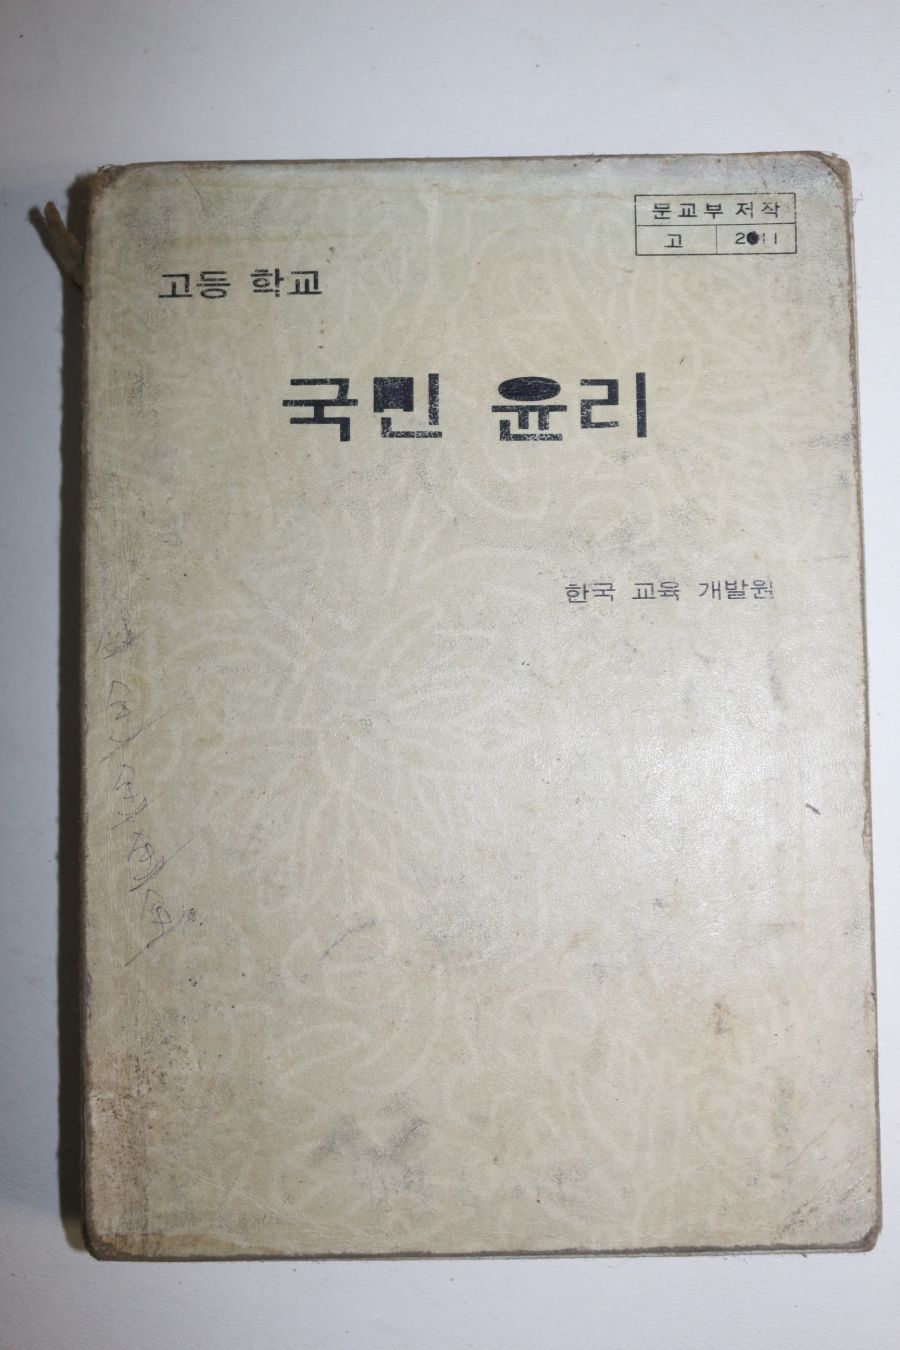 문교부 저작
고 2011
고등 학교
국민 윤리
한국 교육 개발원